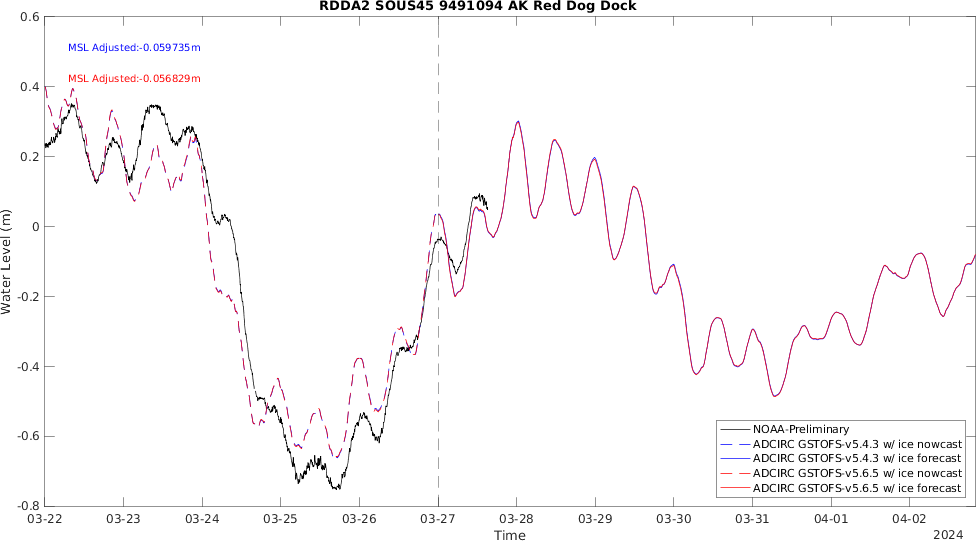 RDDA2 SOUS45 9491094 AK Red Dog Dock
MSL Adjusted:-0.059735m
MSL Adjusted:-0.056829m
Water Level (m)
0.6
0.4
0.2
0
-0.2
-0.4
-0.6
-0.8
NOAA-Preliminary
ADCIRC GSTOFS-v5.4.3 w/ ice nowcast
ADCIRC GSTOFS-v5.4.3 w/ ice forecast
ADCIRC GSTOFS-v5.6.5 w/ ice nowcast
ADCIRC GSTOFS-v5.6.5 w/ ice forecast
03-22 03-23 03-24 03-25 03-26 03-27 03-28 03-29 03-30 03-31 04-01 04-02
Time
2024